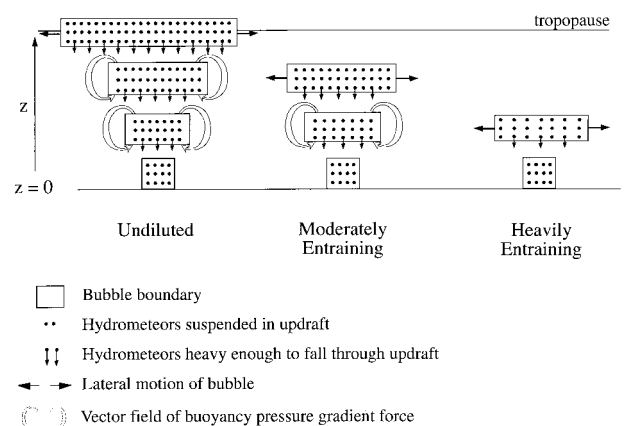 tropopause
z
z = 0
Undiluted
Moderately
Entraining
Heavily
Entraining
Bubble boundary
Hydrometeors suspended in updraft
Hydrometeors heavy enough to fall through updraft
Lateral motion of bubble
Vector field of buoyancy pressure gradient force